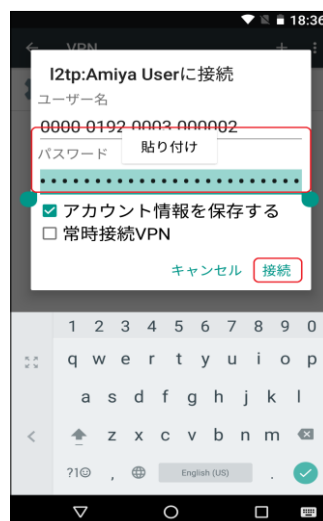 18:36
VPN
l2tp:Amiya Userに接続
ユーザー名
0000 0192 0003 000002
パスワード
貼り付け
••••••••••••••••••••••••
アカウント情報を保存する
常時接続VPN
キャンセル 接続
1 2 3 4 5 6 7 8 9 0
q w e r t y u i o p
a s d f g h j k l
z x c v b n m
?1☺ , English (US) .